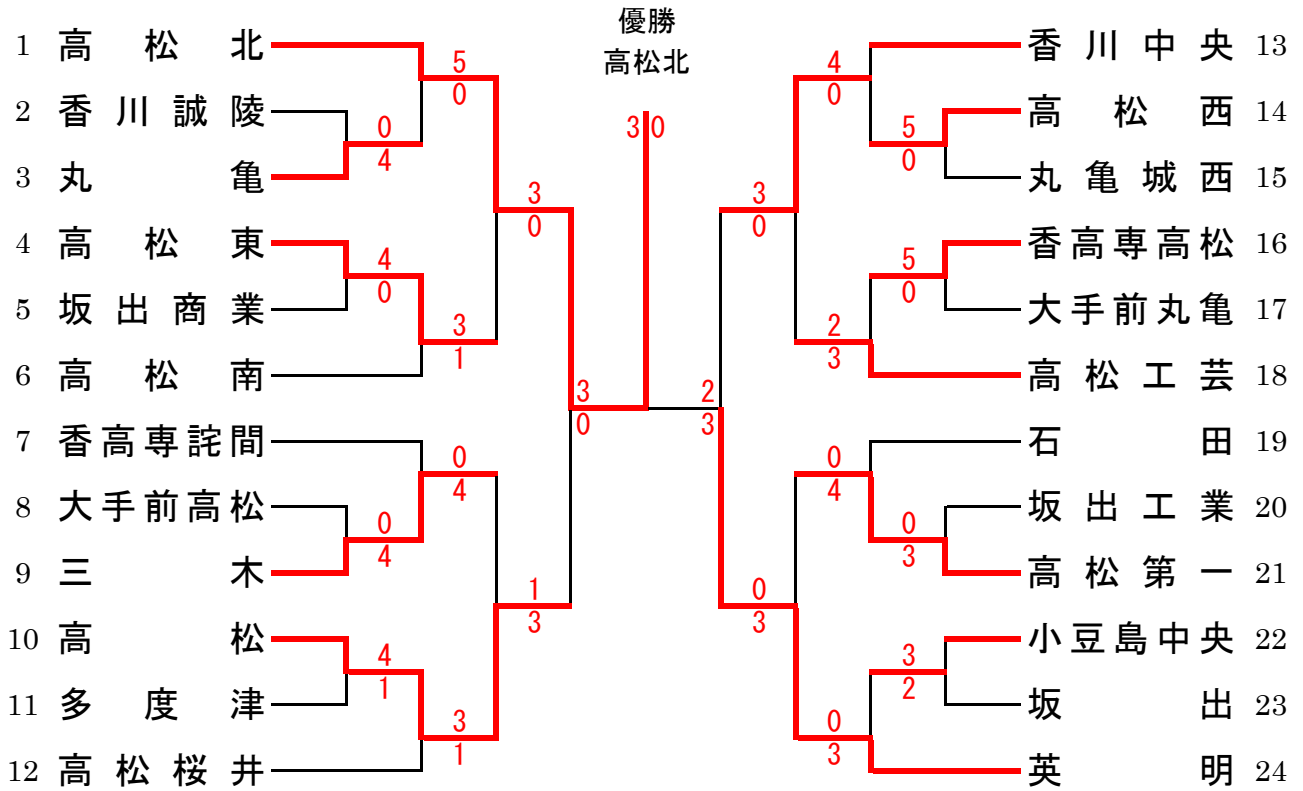 優勝
高松北
3 0
1 高松北
2 香川誠陵
3 丸亀
4 高松東
5 坂出商業
6 高松南
7 香高専詫間
8 大手前高松
9 三木
10 高松
11 多度津
12 高松桜井
5
0
0
4
3
0
4
0
3
1
3
0
0
4
0
4
1
3
4
1
3
1
香川中央 13
高松西 14
丸亀城西 15
香高専高松 16
大手前丸亀 17
高松工芸 18
石田 19
坂出工業 20
高松第一 21
小豆島中央 22
坂出 23
英明 24
4
0
5
0
3
0
5
0
2
3
2
3
0
4
0
3
0
3
3
2
0
3